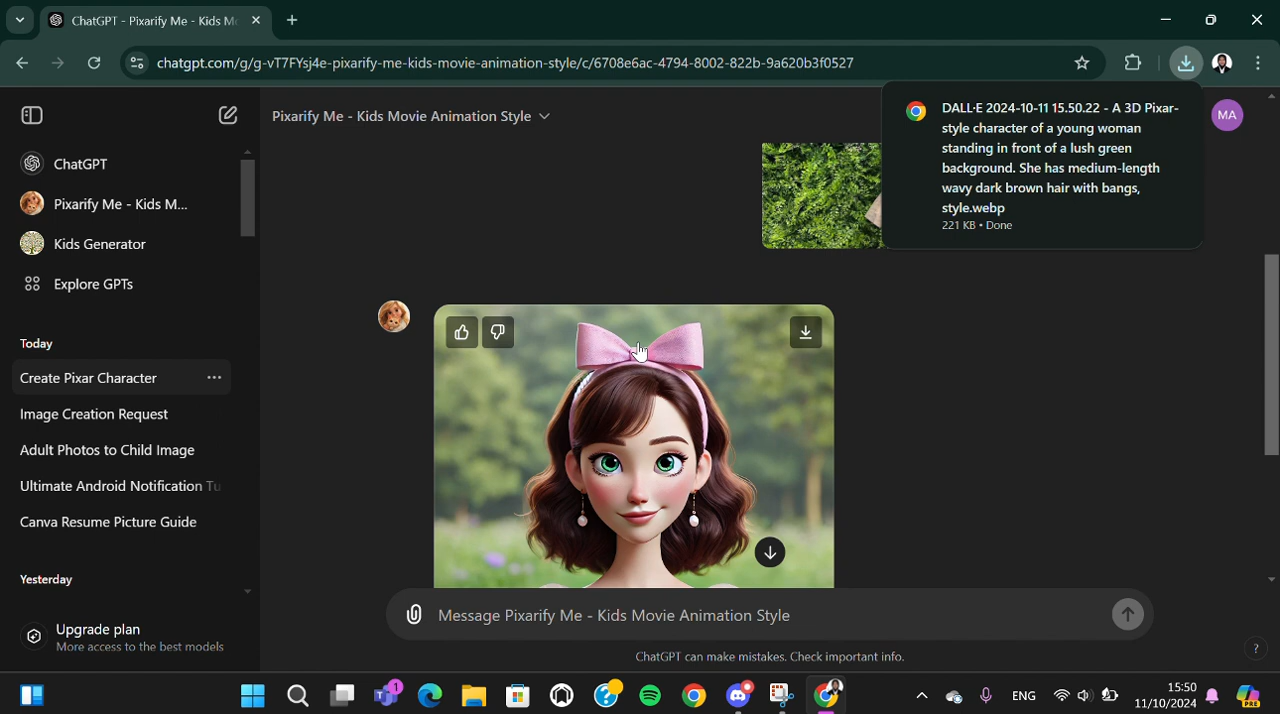 ChatGPT - Pixarify Me - Kids M
chatgpt.com/g/g-vT7FYsj4e-pixarify-me-kids-movie-animation-style/c/6708e6ac-4794-8002-822b-9a620b3f0527
Pixarify Me - Kids Movie Animation Style
DALL·E 2024-10-11 15.50.22 - A 3D Pixar-
style character of a young woman
standing in front of a lush green
background. She has medium-length
wavy dark brown hair with bangs,
style.webp
221 KB • Done
MA
ChatGPT
Pixarify Me - Kids M...
Kids Generator
Explore GPTs
Today
Create Pixar Character
Image Creation Request
Adult Photos to Child Image
Ultimate Android Notification Tu
Canva Resume Picture Guide
Yesterday
Upgrade plan
More access to the best models
Message Pixarify Me - Kids Movie Animation Style
ChatGPT can make mistakes. Check important info.
?
1
ENG
15:50
11/10/2024
PRE